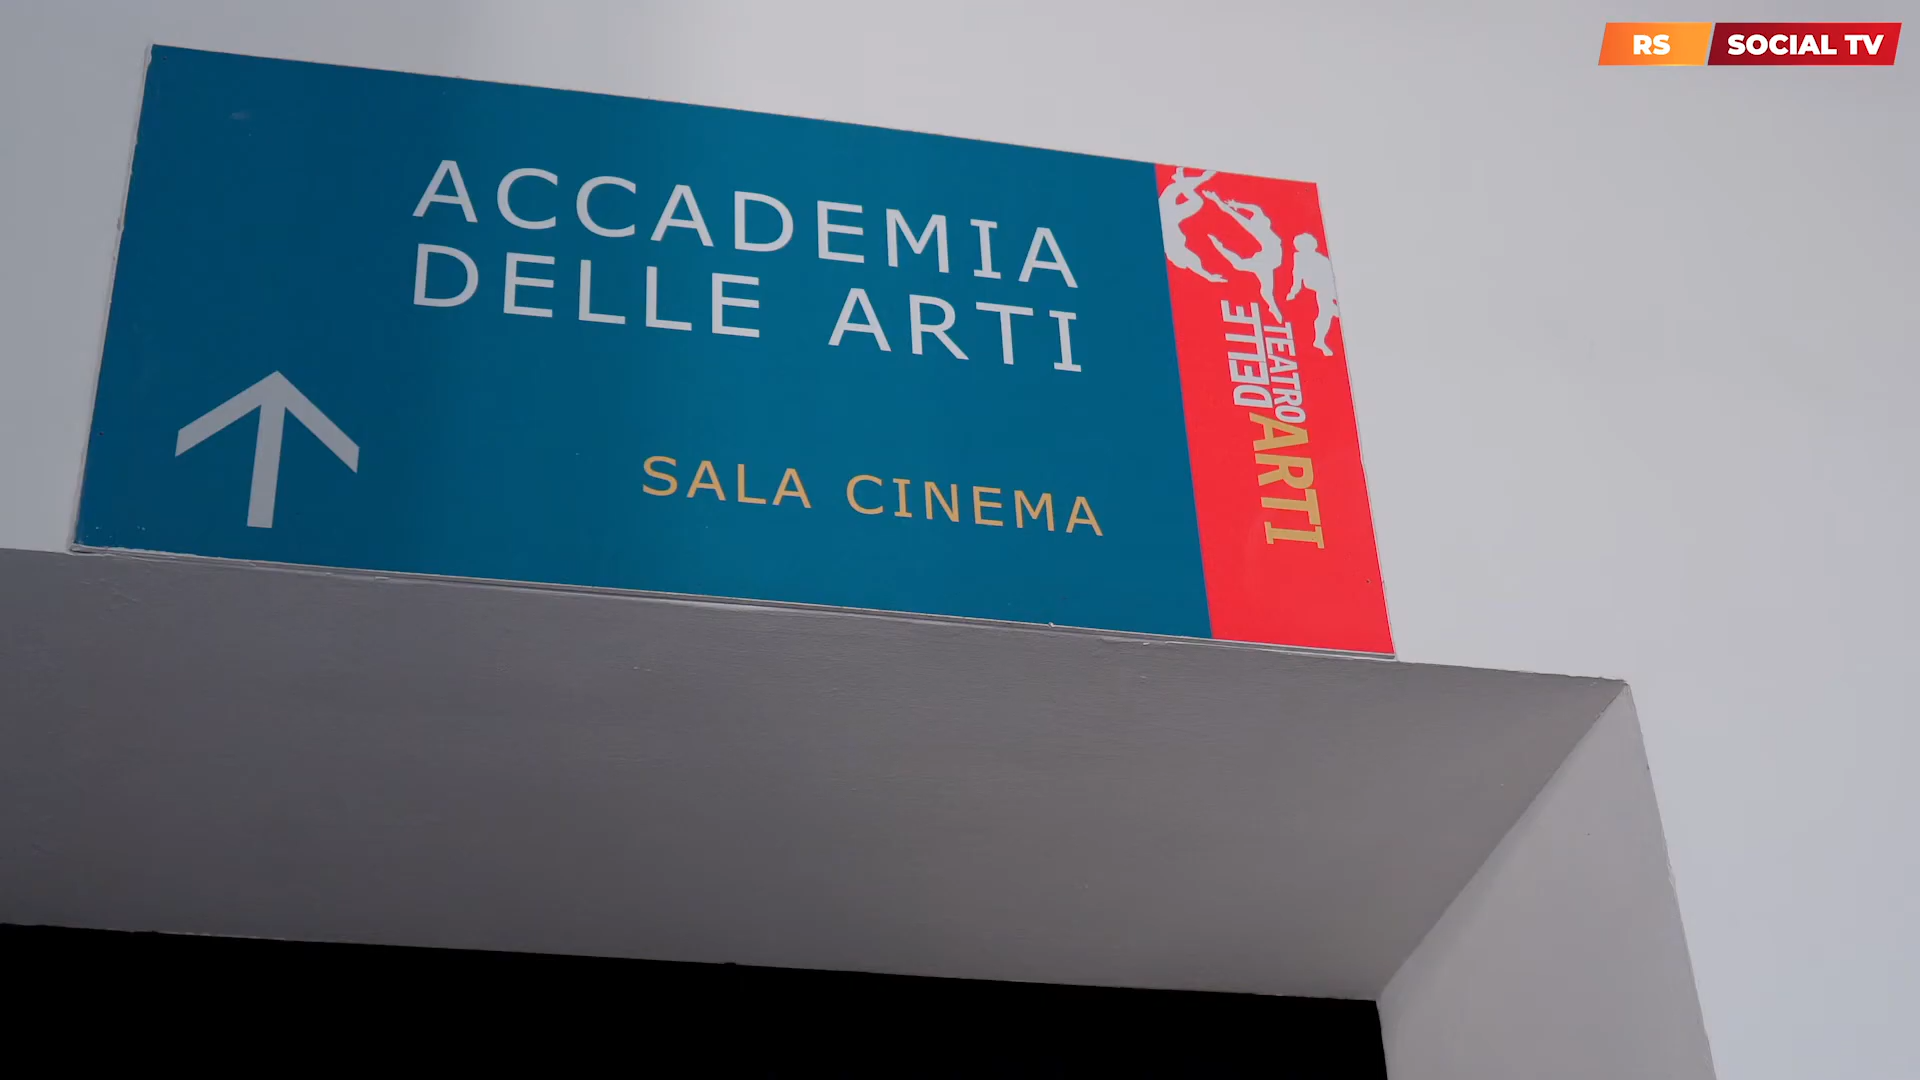 RS SOCIAL TV
ACCADEMIA
DELLE ARTI
SALA CINEMA
TEATRO
DELLE
ARTI